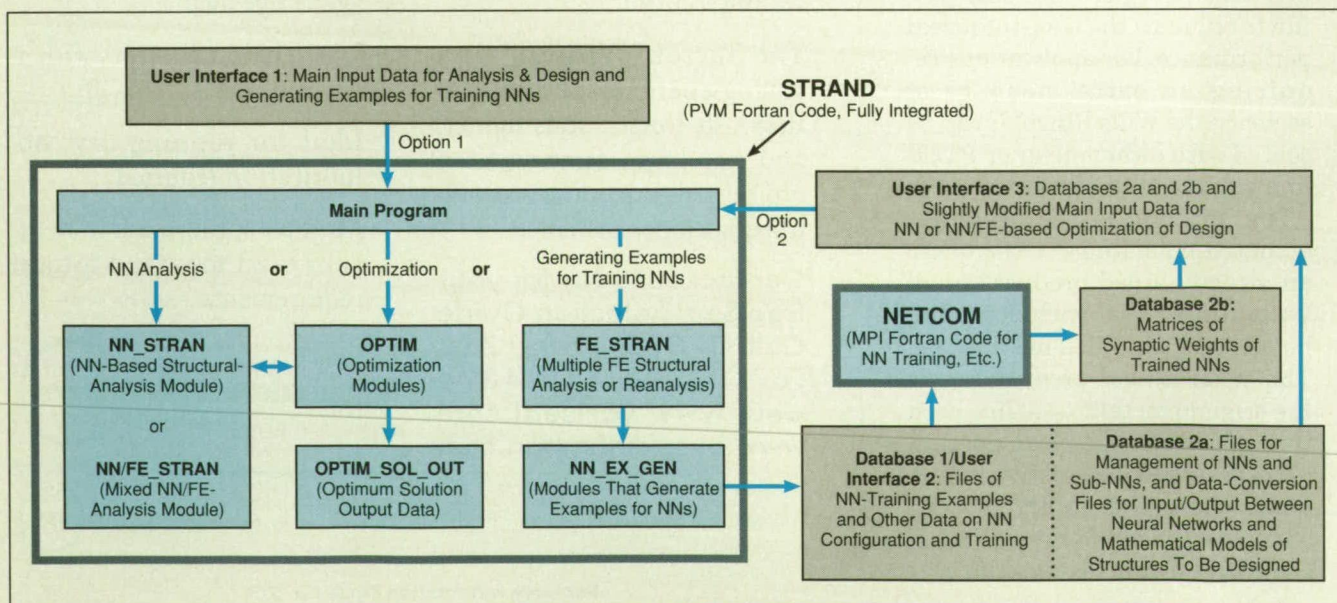 User Interface 1: Main Input Data for Analysis & Design and
Generating Examples for Training NNs
STRAND
(PVM Fortran Code, Fully Integrated)
Option 1
Main Program
Option
2
User Interface 3: Databases 2a and 2b and
Slightly Modified Main Input Data for
NN or NN/FE-based Optimization of Design
NN Analysis
or
Optimization
or
Generating Examples
for Training NNs
NN_STRAN
(NN-Based Structural-
Analysis Module)
or
NN/FE_STRAN
(Mixed NN/FE-
Analysis Module)
OPTIM
(Optimization
Modules)
FE_STRAN
(Multiple FE Structural
Analysis or Reanalysis)
OPTIM_SOL_OUT
(Optimum Solution
Output Data)
NN_EX_GEN
(Modules That Generate
Examples for NNs)
NETCOM
(MPI Fortran Code for
NN Training, Etc.)
Database 2b:
Matrices of
Synaptic Weights of
Trained NNs
Database 1/User
Interface 2: Files of
NN-Training Examples
and Other Data on NN
Configuration and Training
Database 2a: Files for
Management of NNs and
Sub-NNs, and Data-Conversion
Files for Input/Output Between
Neural Networks and
Mathematical Models of
Structures To Be Designed